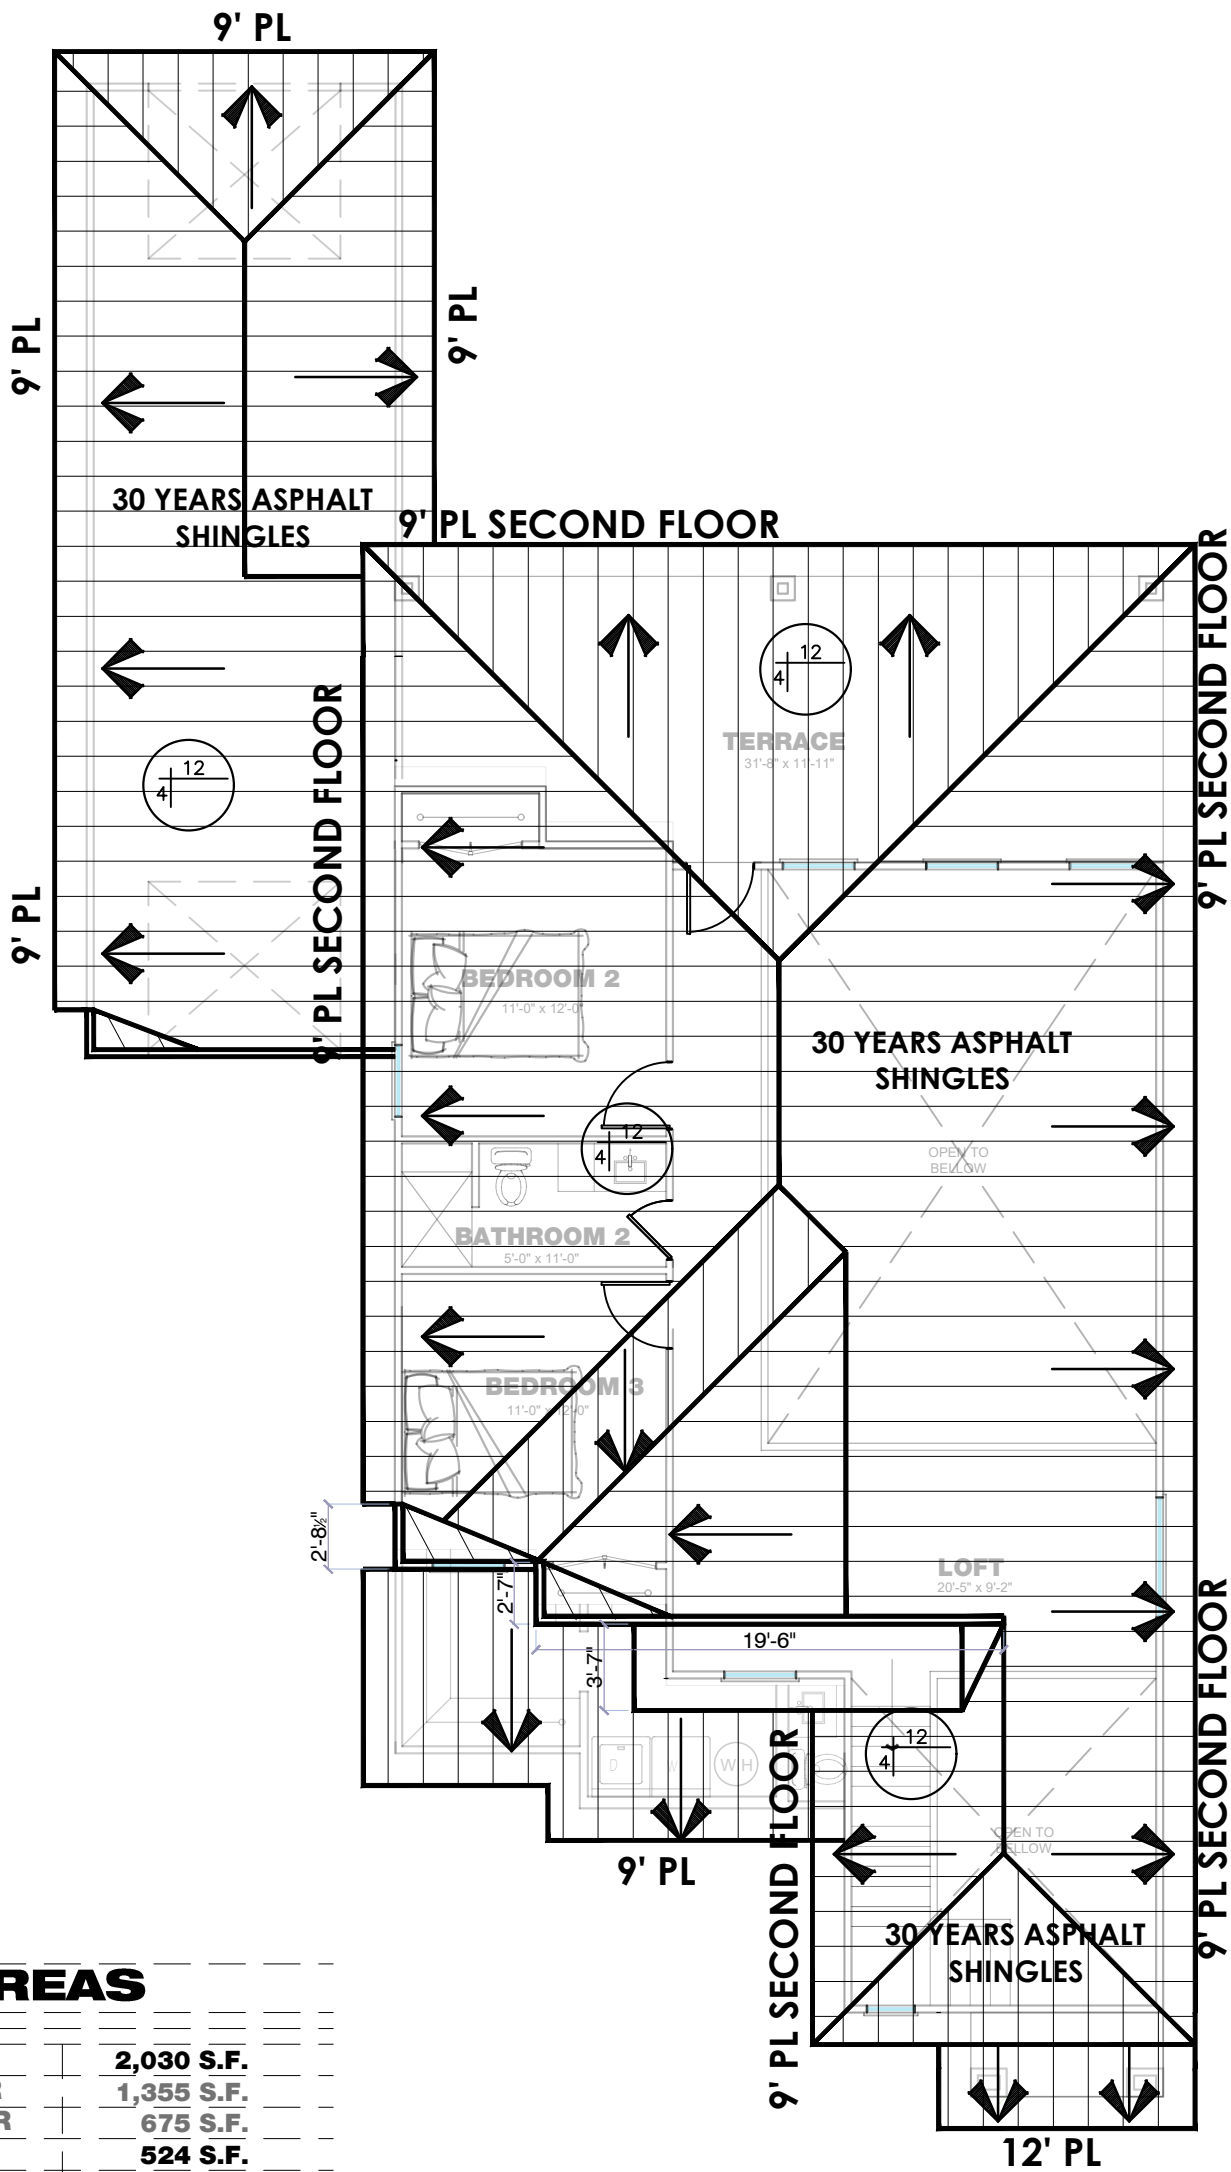 9' PL
9' PL
9' PL
30 YEARS ASPHALT
SHINGLES
9' PL SECOND FLOOR
9' PL SECOND FLOOR
12
4
TERRACE
31'-8" x 11'-11"
9' PL SECOND FLOOR
12
4
9' PL
BEDROOM 2
11'-0" x 12'-0"
30 YEARS ASPHALT
SHINGLES
12
4
OPEN TO
BELLOW
BATHROOM 2
5'-0" x 11'-0"
BEDROOM 3
11'-0" x 12'-0"
2'-8½"
2'-7"
LOFT
20'-5" x 9'-2"
19'-6"
3'-7"
9' PL SECOND FLOOR
12
4
D
W
WH
9' PL SECOND FLOOR
OPEN TO
BELLOW
9' PL
30 YEARS ASPHALT
SHINGLES
REAS
2,030 S.F.
R 1,355 S.F.
R 675 S.F.
524 S.F.
12' PL